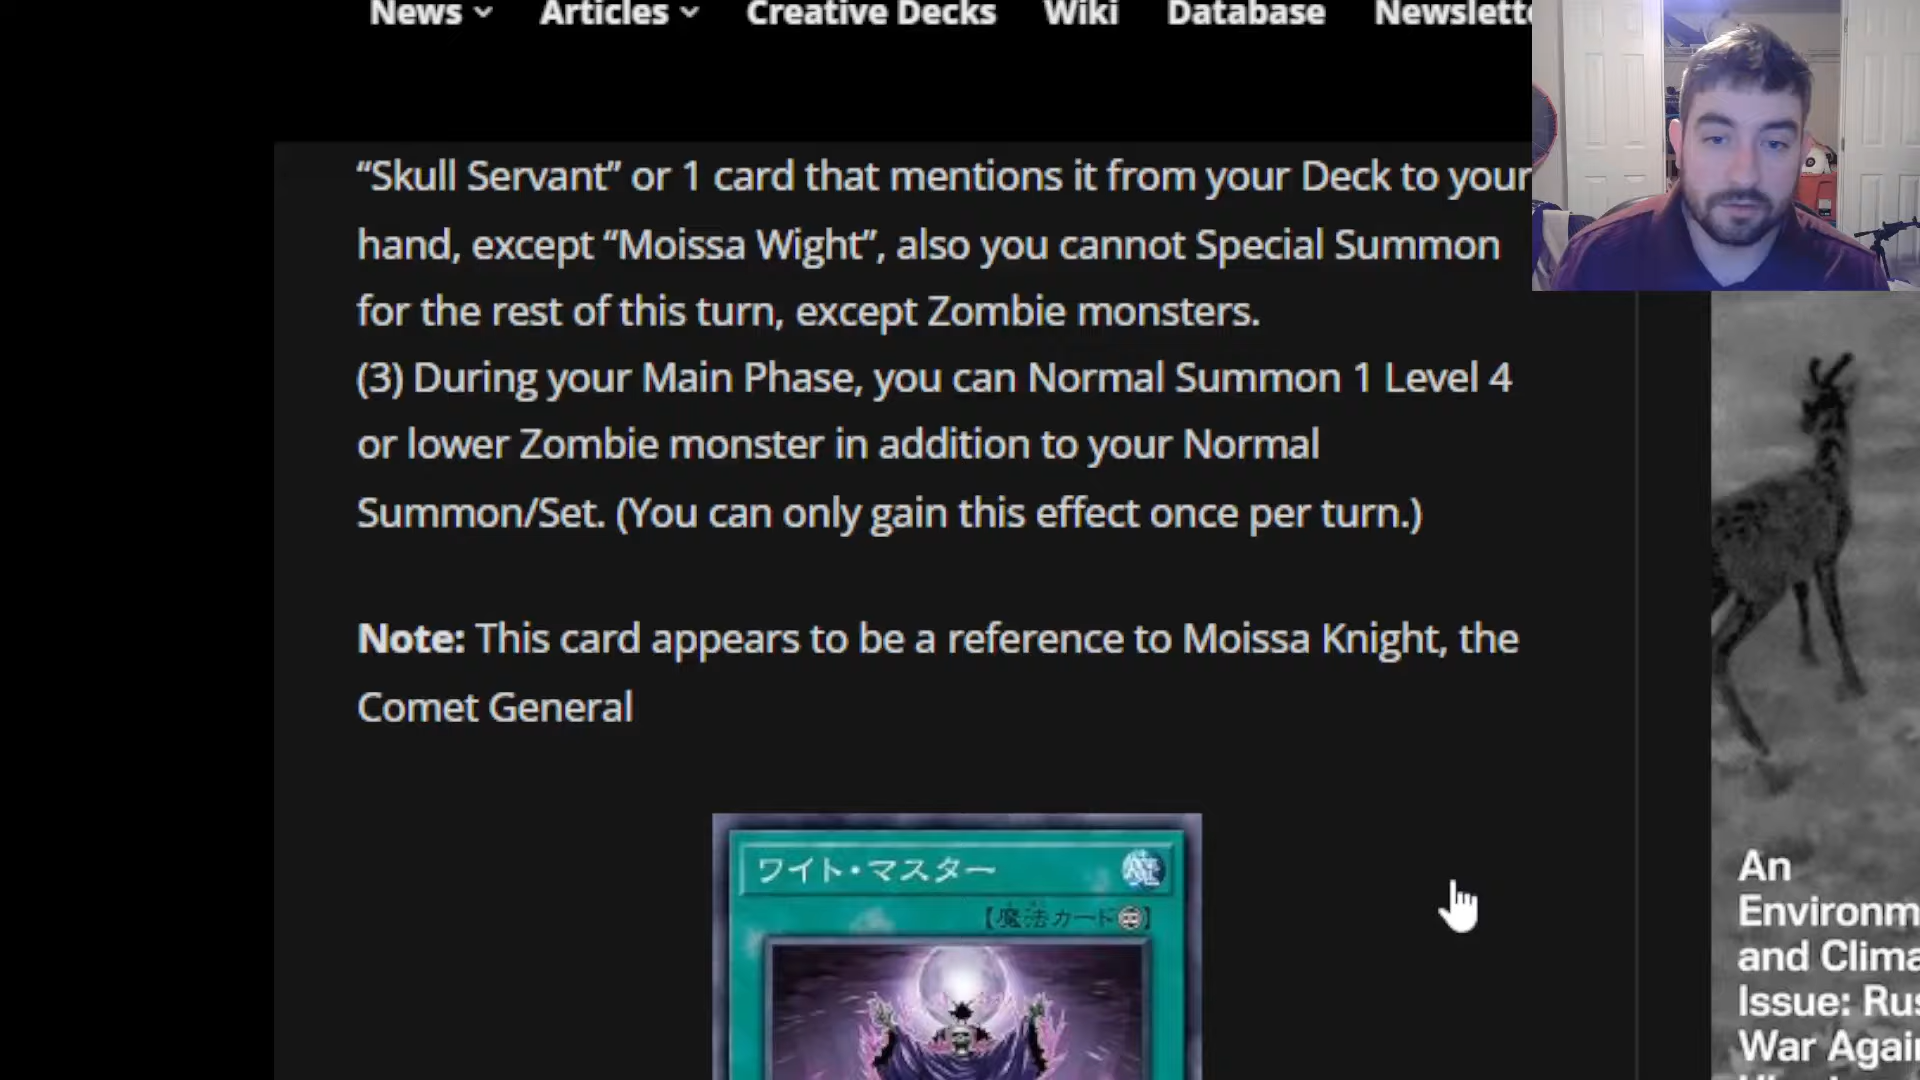 News Articles Creative Decks Wiki Database
“Skull Servant” or 1 card that mentions it from your Deck to your
hand, except “Moissa Wight”, also you cannot Special Summon
for the rest of this turn, except Zombie monsters.
(3) During your Main Phase, you can Normal Summon 1 Level 4
or lower Zombie monster in addition to your Normal
Summon/Set. (You can only gain this effect once per turn.)
Note: This card appears to be a reference to Moissa Knight, the
Comet General
ワイト・マスター
【魔法カード】
An
and
Issue:
War